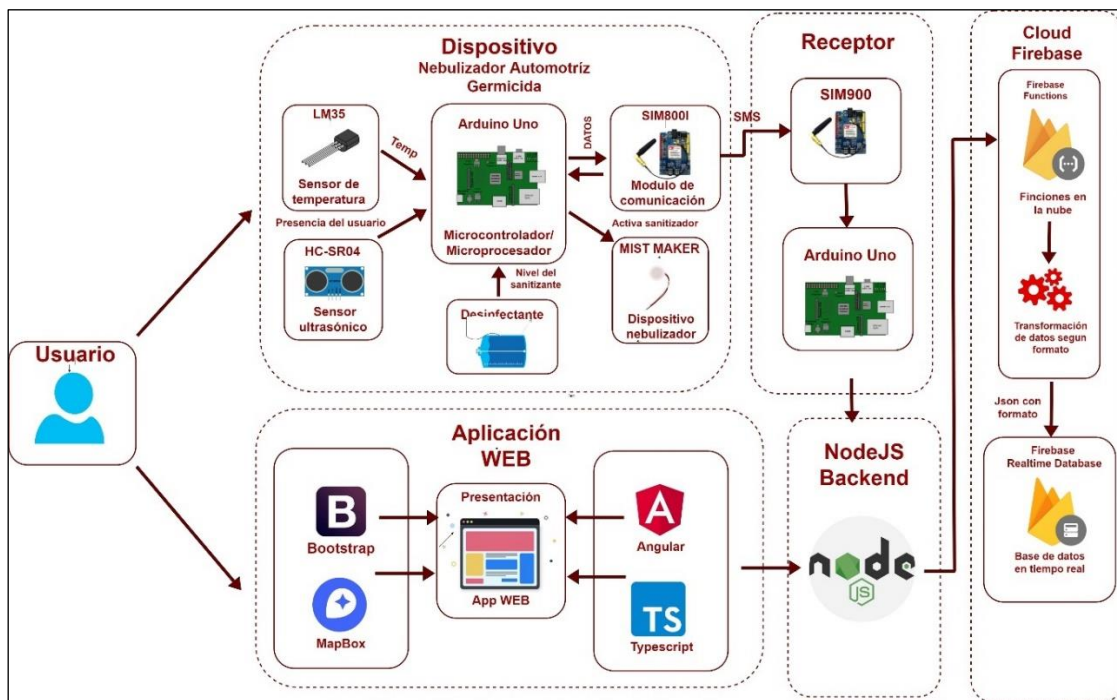 Usuario
Dispositivo
Nebulizador Automotríz
Germicida
LM35
Sensor de
temperatura
Temp
Presencia del usuario
HC-SR04
Sensor
ultrasónico
Arduino Uno
Microcontrolador/
Microprocesador
Nivel del
sanitizante
Desinfectante
DATOS
SIM800l
Modulo de
comunicación
Activa sanitizador
MIST MAKER
Dispositivo
nebulizador
SMS
Receptor
SIM900
Arduino Uno
Aplicación
WEB
B
Bootstrap
MapBox
Presentación
App WEB
A
Angular
TS
Typescript
NodeJS
Backend
node
JS
Cloud
Firebase
Firebase
Functions
Finciones en
la nube
Transformación
de datos segun
formato
Json con
formato
Firebase
Realtime Database
Base de datos
en tiempo real